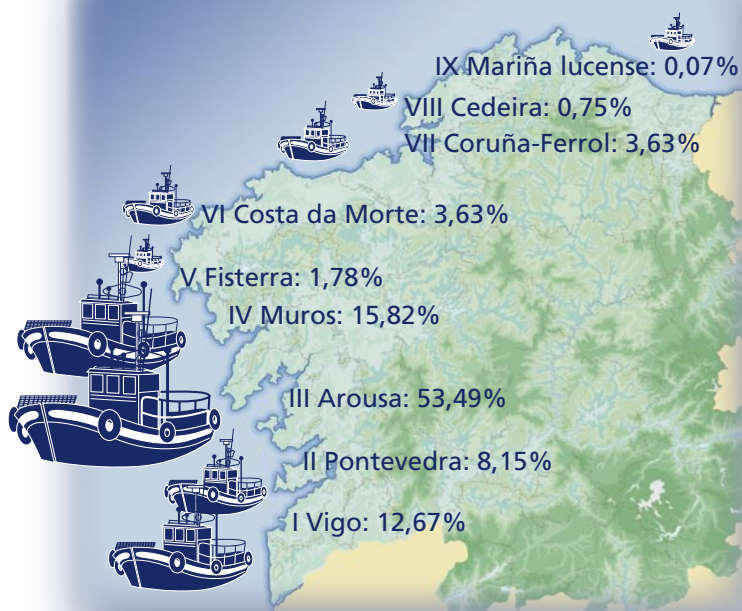 IX Mariña lucense: 0,07%
VIII Cedeira: 0,75%
VII Coruña-Ferrol: 3,63%
VI Costa da Morte: 3,63%
V Fisterra: 1,78%
IV Muros: 15,82%
III Arousa: 53,49%
II Pontevedra: 8,15%
I Vigo: 12,67%